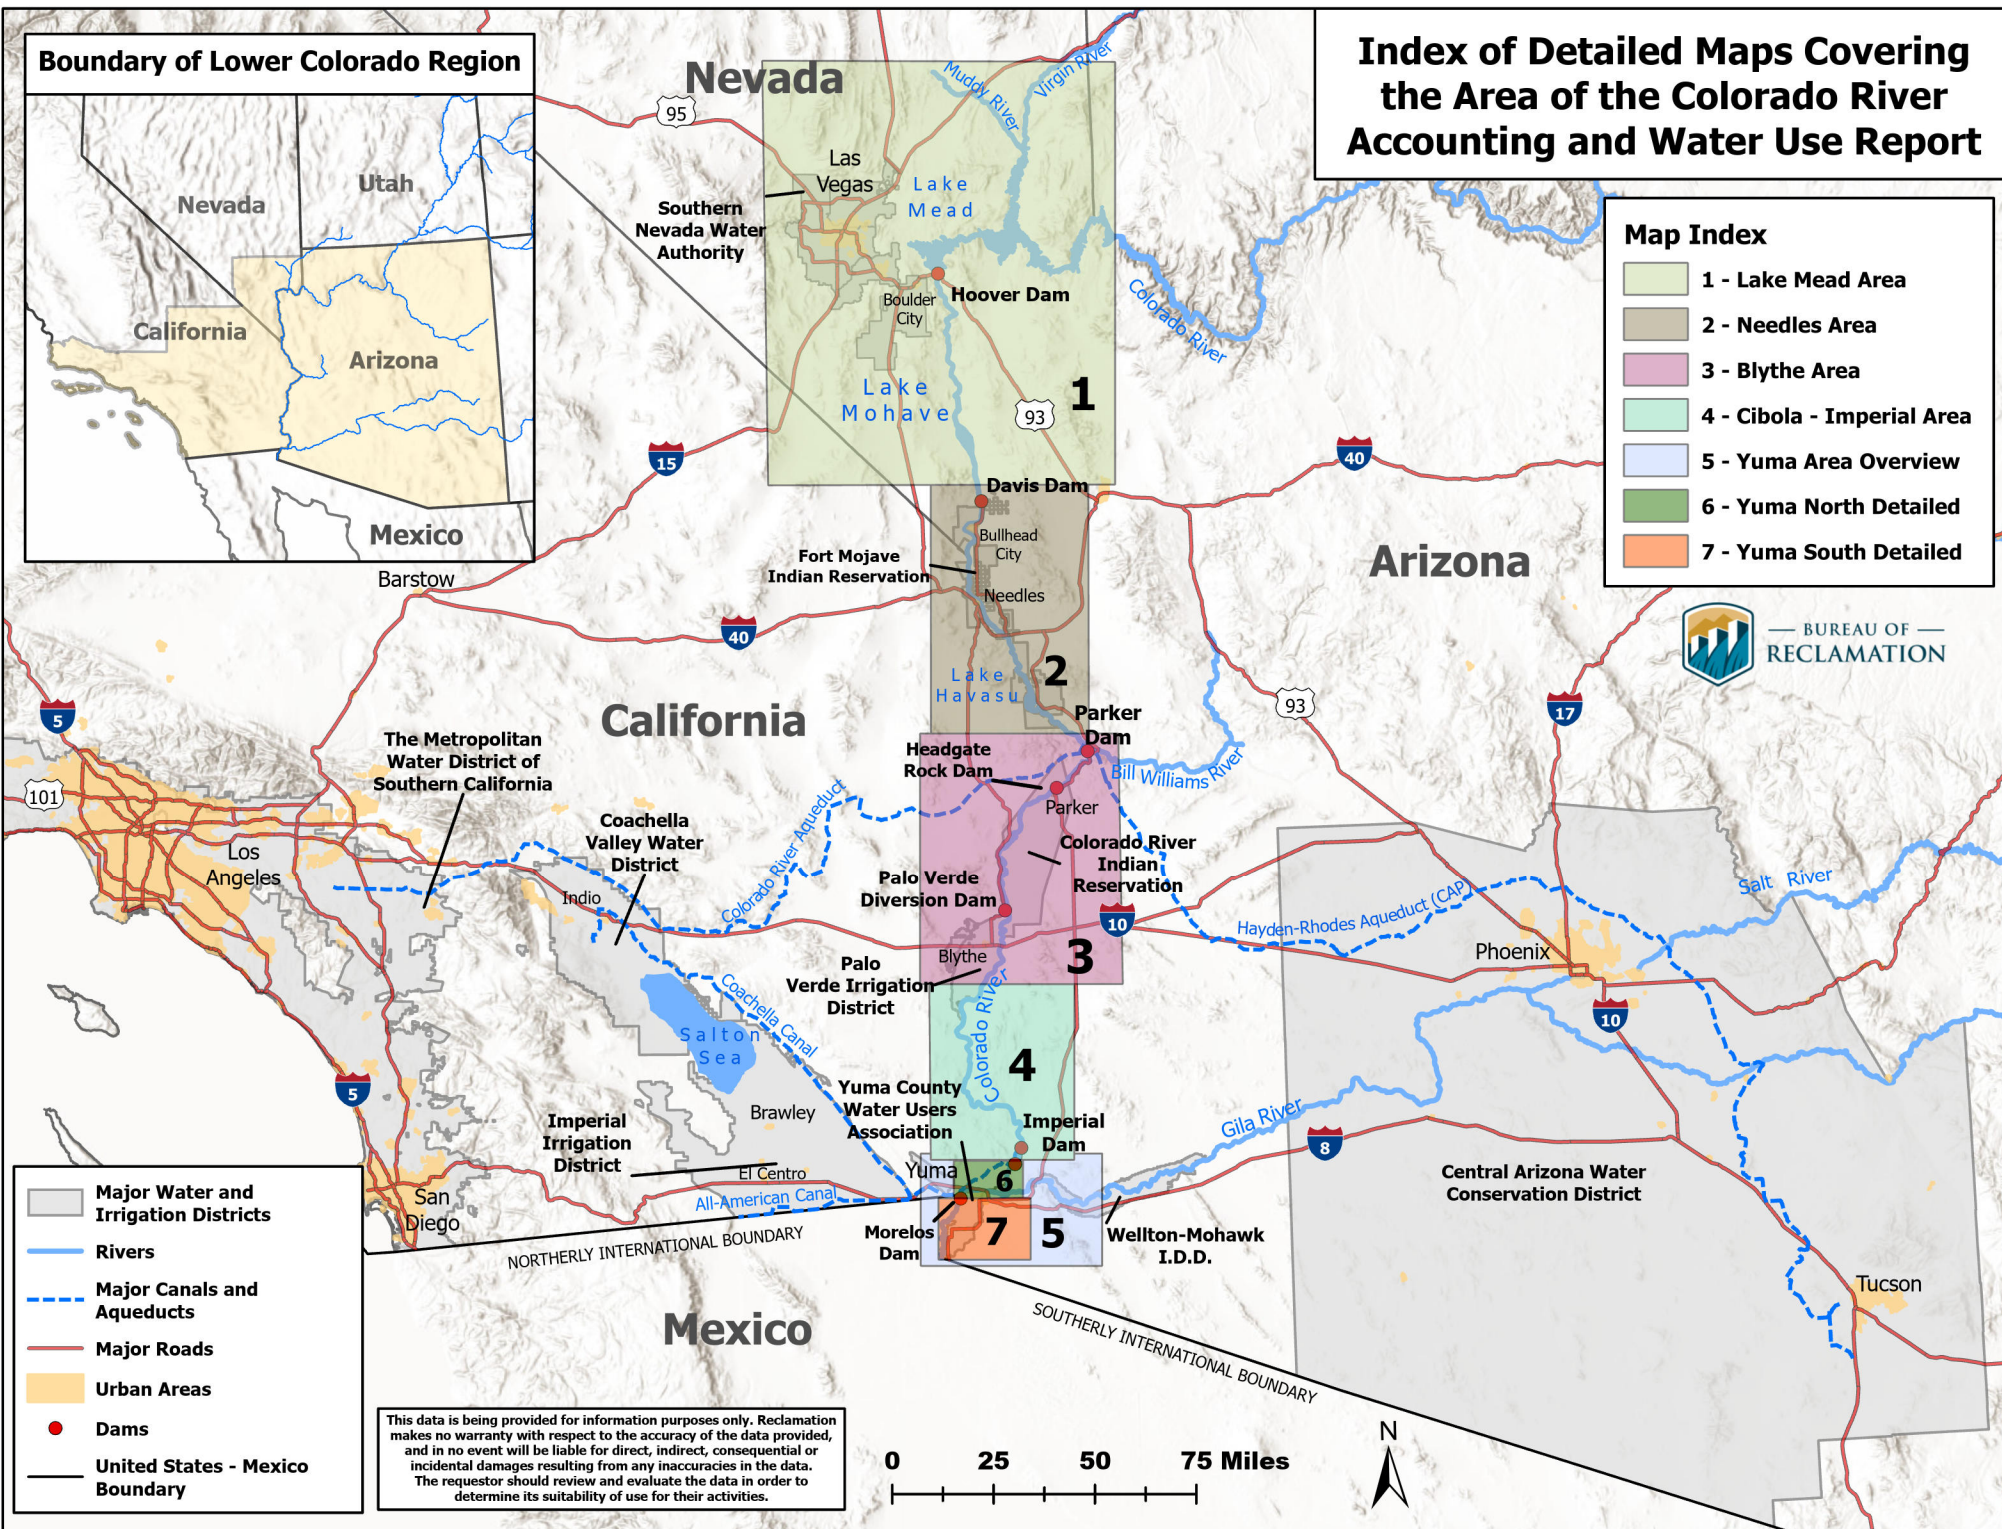 Index of Detailed Maps Covering
the Area of the Colorado River
Accounting and Water Use Report
Boundary of Lower Colorado Region
Nevada
Utah
California
Arizona
Mexico
Map Index
1 - Lake Mead Area
2 - Needles Area
3 - Blythe Area
4 - Cibola - Imperial Area
5 - Yuma Area Overview
6 - Yuma North Detailed
7 - Yuma South Detailed
BUREAU OF
RECLAMATION
Nevada
95
Muddy River
Virgin River
Las
Vegas
Lake
Mead
Southern
Nevada Water
Authority
Boulder
City
Hoover Dam
Colorado River
Lake
Mohave
93
1
15
40
Davis Dam
Bullhead
City
Fort Mojave
Indian Reservation
Needles
Arizona
Barstow
40
2
Lake
Havasu
California
5
93
17
Parker
Dam
The Metropolitan
Water District of
Southern California
Headgate
Rock Dam
Bill Williams River
101
Parker
Colorado River Aqueduct
Coachella
Valley Water
District
Los
Angeles
Colorado River
Indian
Reservation
Palo Verde
Diversion Dam
Indio
Salt River
10
Hayden-Rhodes Aqueduct (CAP)
Phoenix
Blythe
3
Palo
Verde Irrigation
District
Coachella Canal
Colorado River
10
Salton
Sea
4
5
Yuma County
Water Users
Association
Brawley
Imperial
Dam
Imperial
Irrigation
District
Gila River
8
El Centro
Yuma
6
Central Arizona Water
Conservation District
All-American Canal
San
Diego
Morelos
Dam
7
5
Wellton-Mohawk
I.D.D.
NORTHERLY INTERNATIONAL BOUNDARY
Tucson
Mexico
SOUTHERLY INTERNATIONAL BOUNDARY
Major Water and
Irrigation Districts
Rivers
Major Canals and
Aqueducts
Major Roads
Urban Areas
Dams
United States - Mexico
Boundary
This data is being provided for information purposes only. Reclamation
makes no warranty with respect to the accuracy of the data provided,
and in no event will be liable for direct, indirect, consequential or
incidental damages resulting from any inaccuracies in the data.
The requestor should review and evaluate the data in order to
determine its suitability of use for their activities.
0 25 50 75 Miles
N